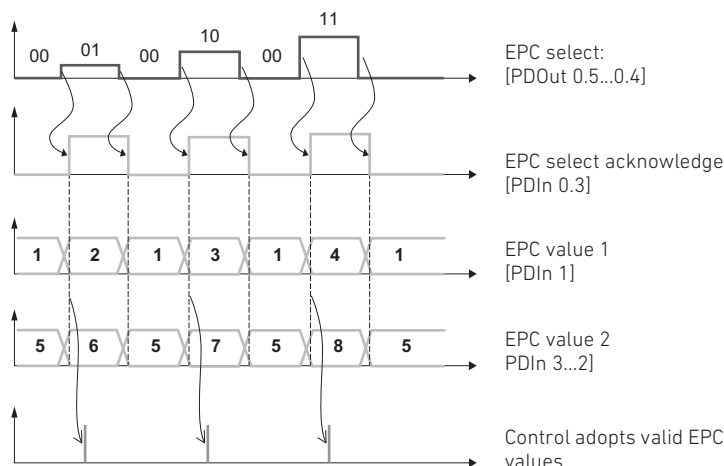 00 01 00 10 00 11
EPC select:
[PDOut 0.5...0.4]
EPC select acknowledge
[PDIn 0.3]
1 2 1 3 1 4 1
EPC value 1
[PDIn 1]
5 6 5 7 5 8 5
EPC value 2
PDIn 3...2]
Control adopts valid EPC
values